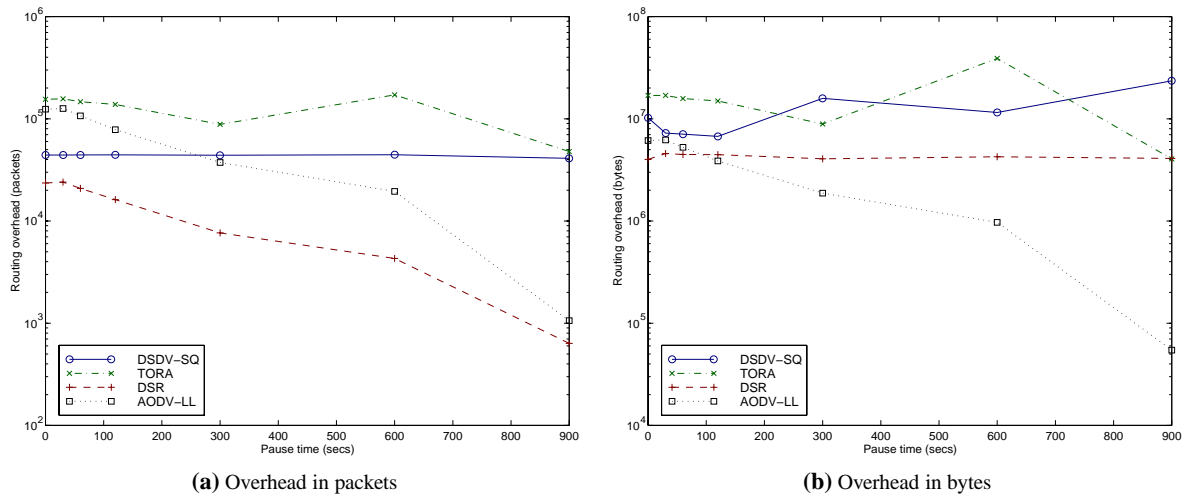 10^6
10^5
10^4
10^3
10^2
Routing overhead (packets)
DSDV−SQ
TORA
DSR
AODV−LL
0 100 200 300 400 500 600 700 800 900
Pause time (secs)
(a) Overhead in packets
10^8
10^7
10^6
10^5
10^4
Routing overhead (bytes)
DSDV−SQ
TORA
DSR
AODV−LL
0 100 200 300 400 500 600 700 800 900
Pause time (secs)
(b) Overhead in bytes